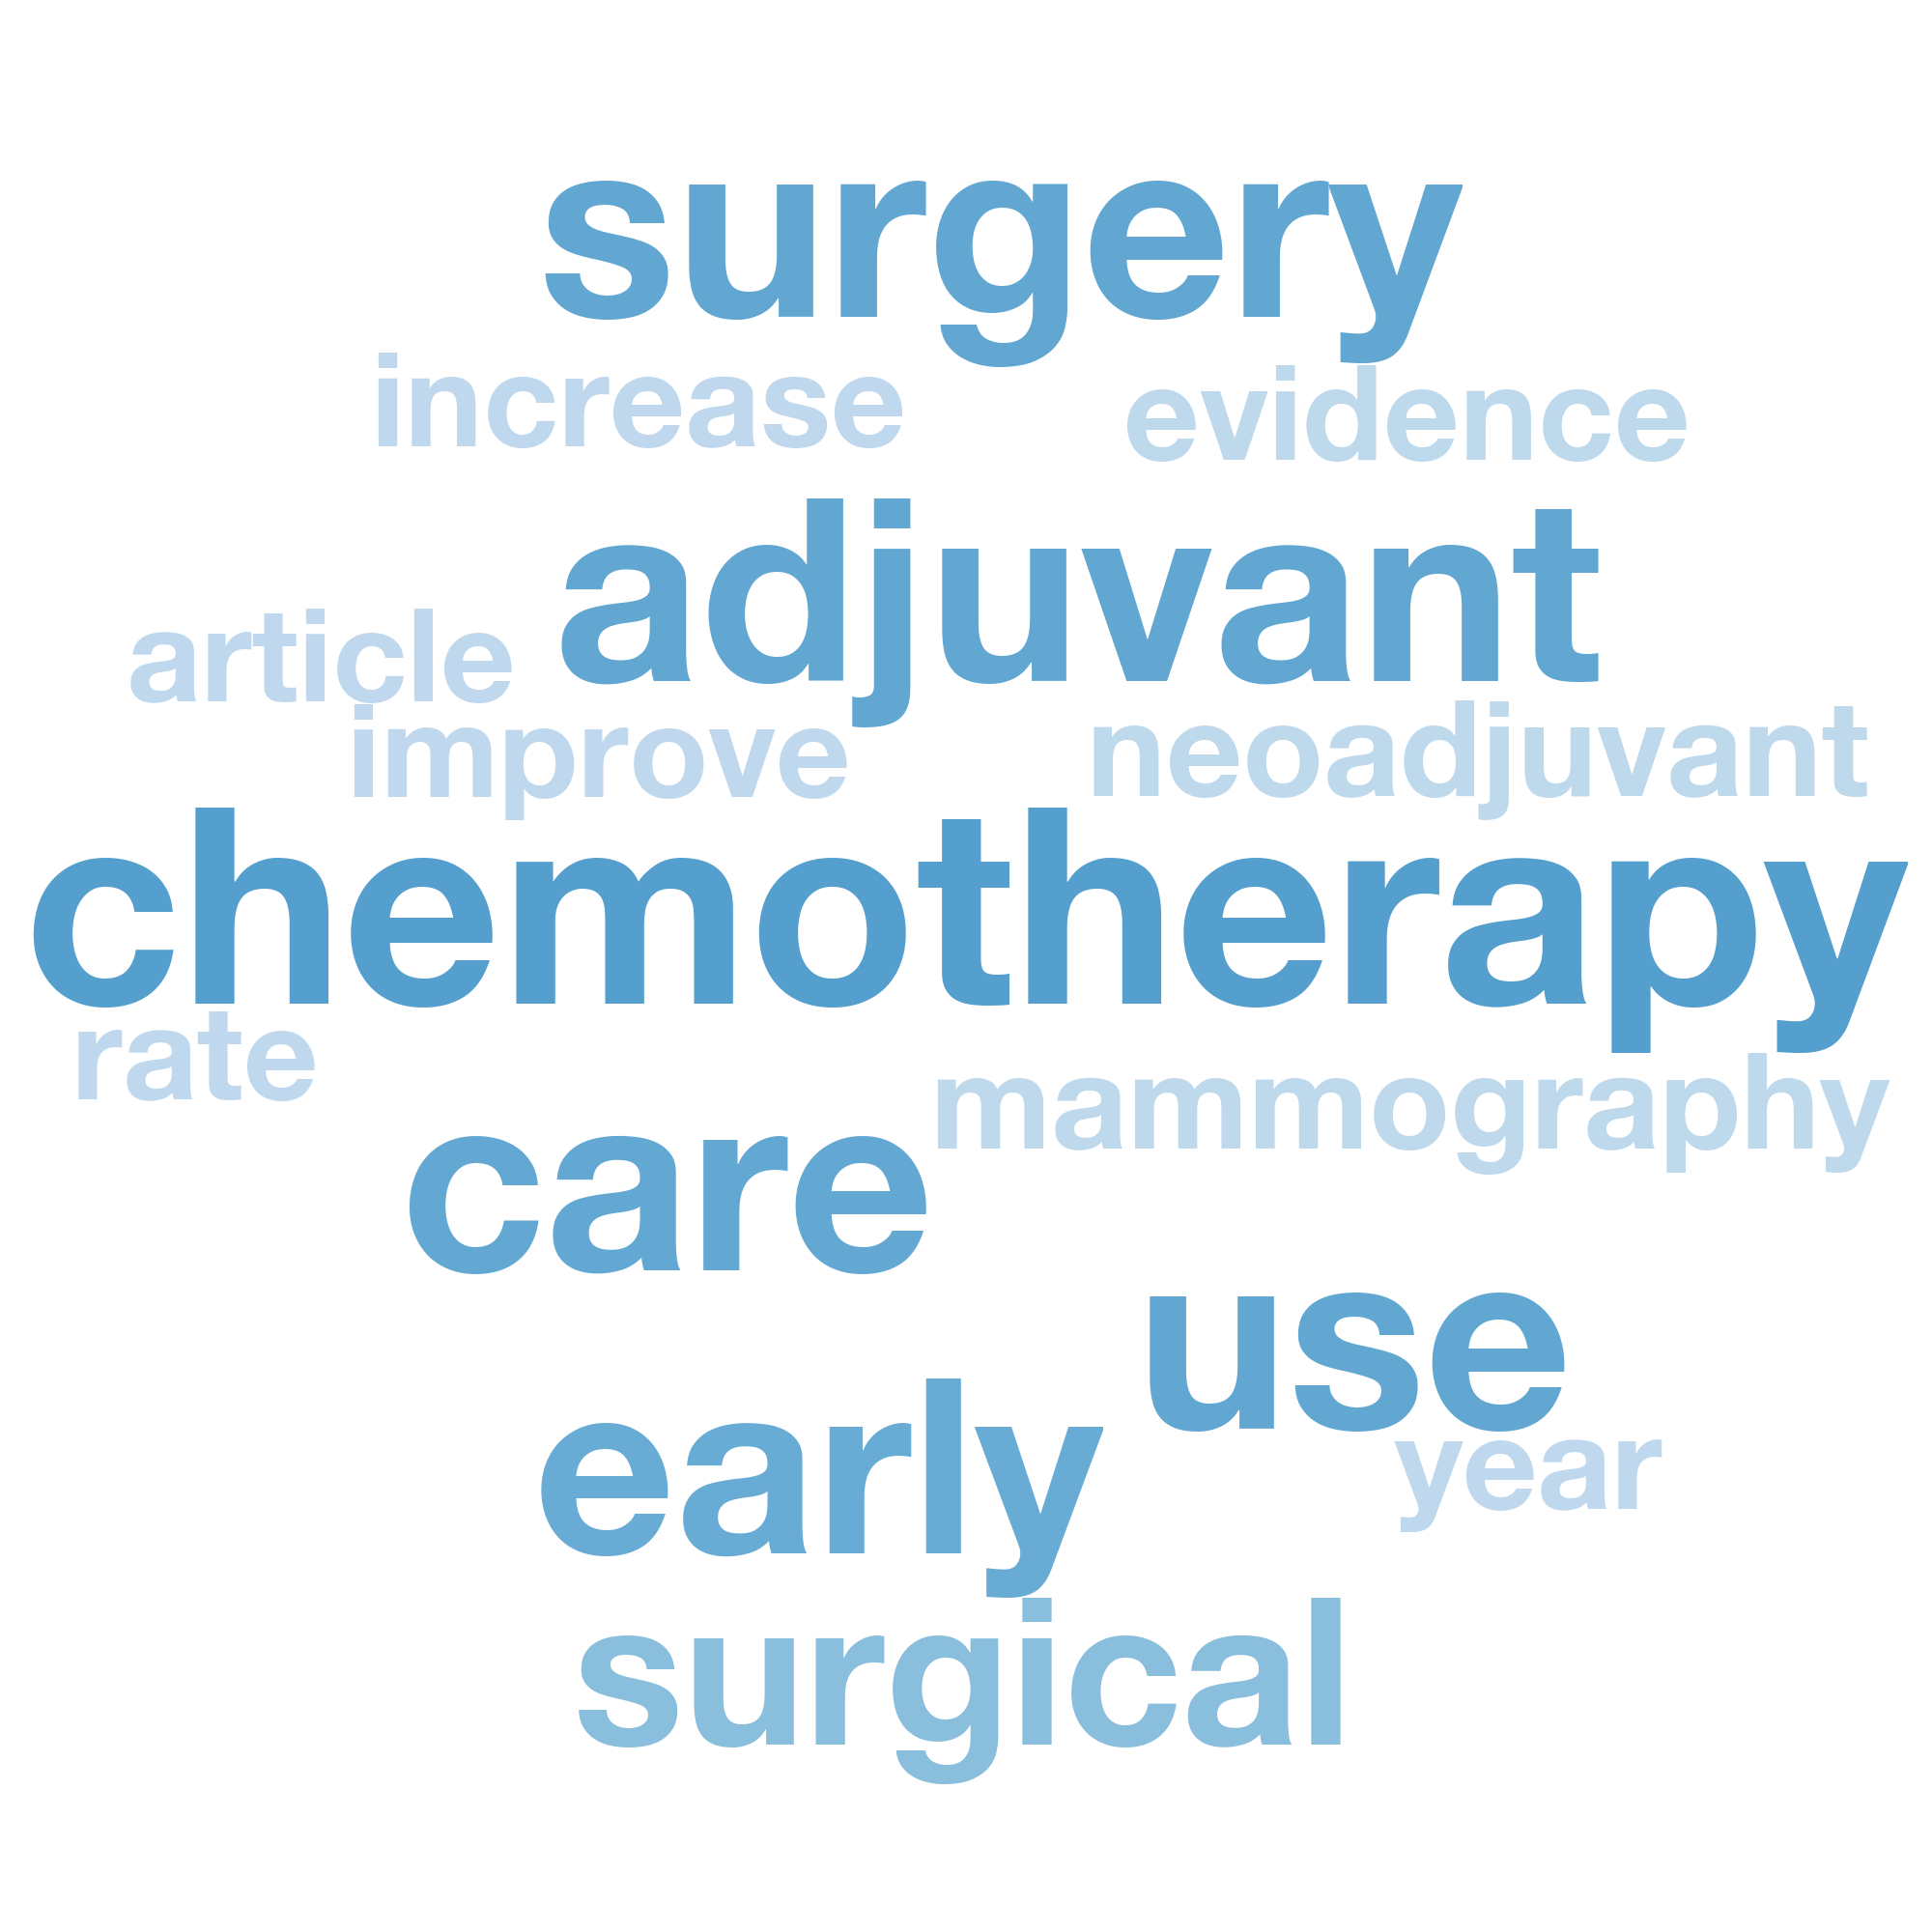 surgery
increase evidence
adjuvant
article
improve neoadjuvant
chemotherapy
rate
mammography
care
use
early
year
surgical